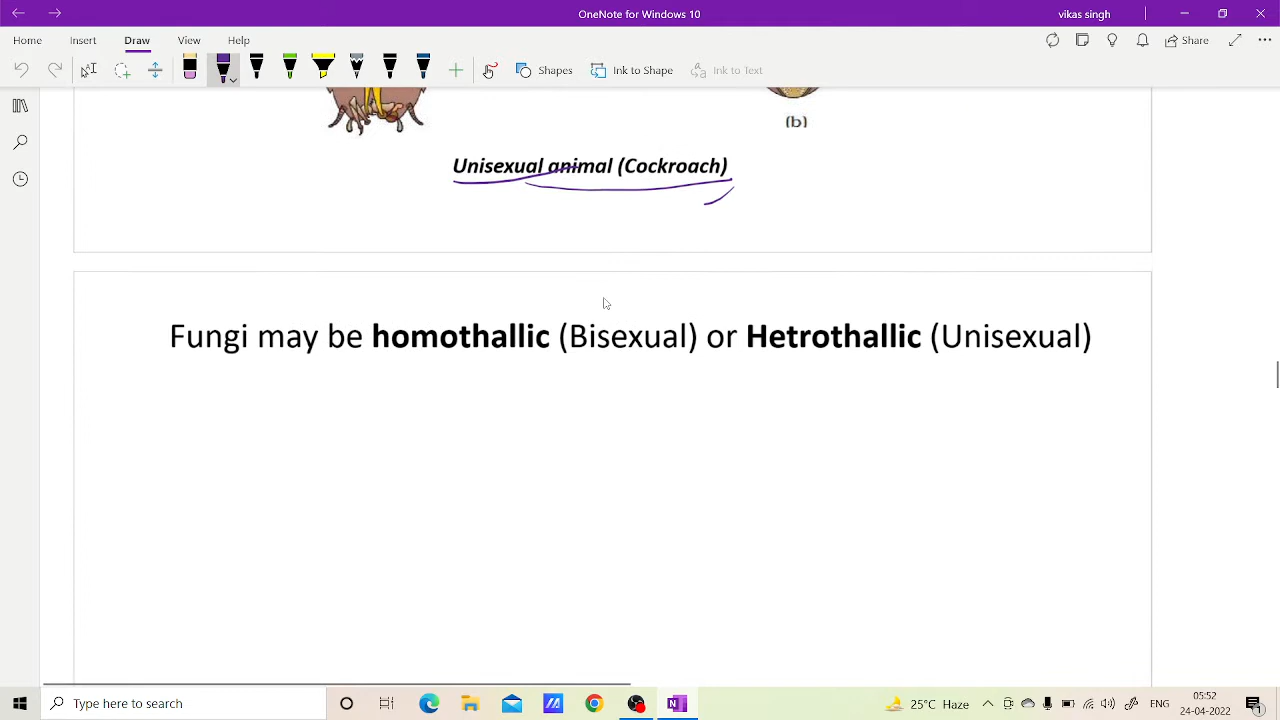 OneNote for Windows 10
vikas singh
Home Insert Draw View Help
Share
Shapes
Ink to Shape
Ink to Text
(b)
Unisexual animal (Cockroach)
Fungi may be homothallic (Bisexual) or Hetrothallic (Unisexual)
Type here to search
25°C Haze
ENG
05:52
24-04-2022